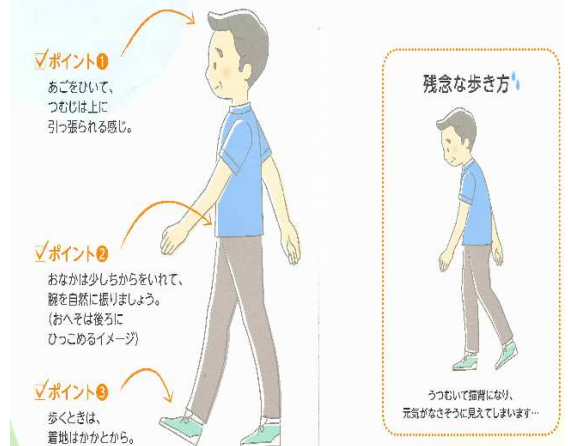 ポイント❶
あごをひいて、
つむじは上に
引っ張られる感じ。
ポイント❷
おなかは少しちからをいれて、
腕を自然に振りましょう。
(おへそは後ろに
ひっこめるイメージ)
ポイント❸
歩くときは、
着地はかかとから。
残念な歩き方
うつむいて猫背になり、
元気がなさそうに見えてしまいます…